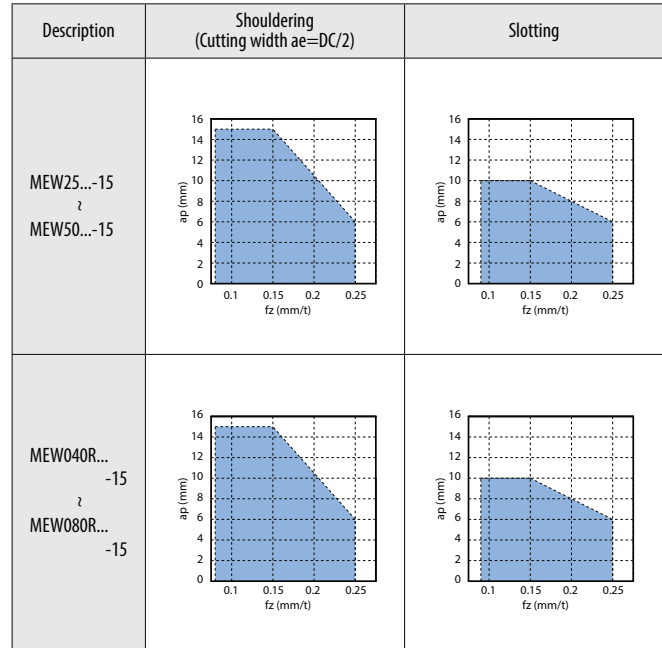 Description
Shouldering
(Cutting width ae=DC/2)
Slotting
MEW25...-15
≀
MEW50...-15
16
14
12
10
8
6
4
2
0
ap (mm)
0.1 0.15 0.2 0.25
fz (mm/t)
16
14
12
10
8
6
4
2
0
ap (mm)
0.1 0.15 0.2 0.25
fz (mm/t)
MEW040R...
-15
≀
MEW080R...
-15
16
14
12
10
8
6
4
2
0
ap (mm)
0.1 0.15 0.2 0.25
fz (mm/t)
16
14
12
10
8
6
4
2
0
ap (mm)
0.1 0.15 0.2 0.25
fz (mm/t)